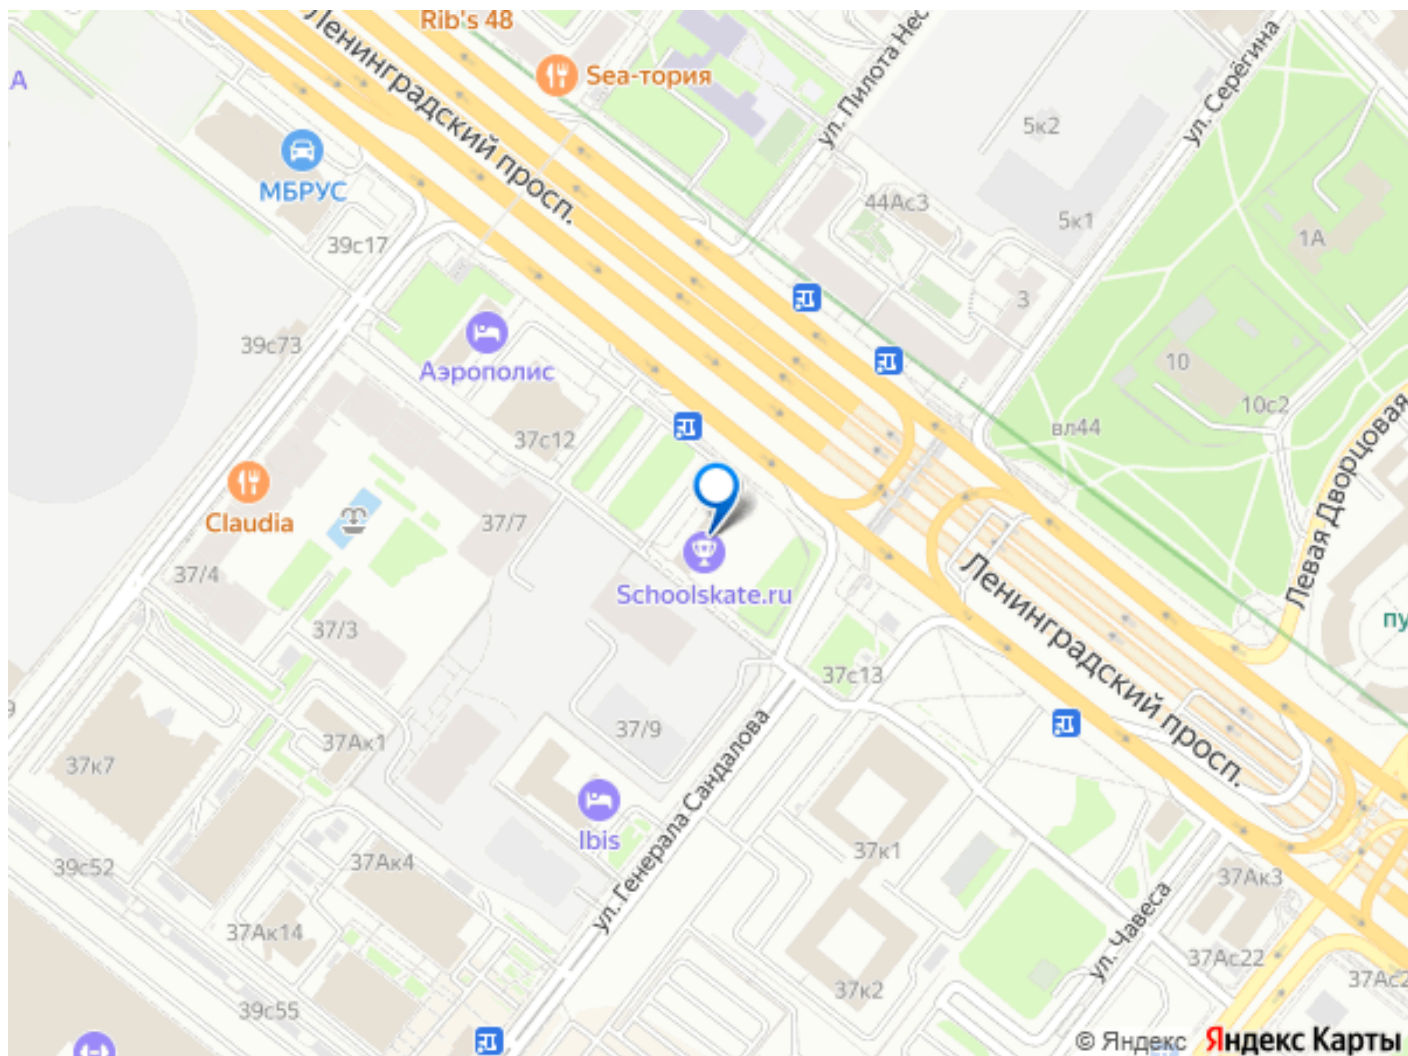 Rib's 48
Sea-тория
Ленинградский просп.
ул. Пилота Нес
ул. Серёгина
А
МБРУС
5к2
5к1
44Ас3
1А
39с17
3
39с73
Аэрополис
10
10с2
вл44
37с12
Левая Дворцовая
Claudia
37/7
37/4
Schoolskate.ru
Ленинградский просп.
пу
37/3
37с13
9
37/9
37Ак1
37к7
ул. Генерала Сандалова
Ibis
37к1
39с52
37Ак4
37Ак3
37Ак14
ул. Чавеса
37Ас22
37к2
37Ас2
39с55
© Яндекс Яндекс Карты